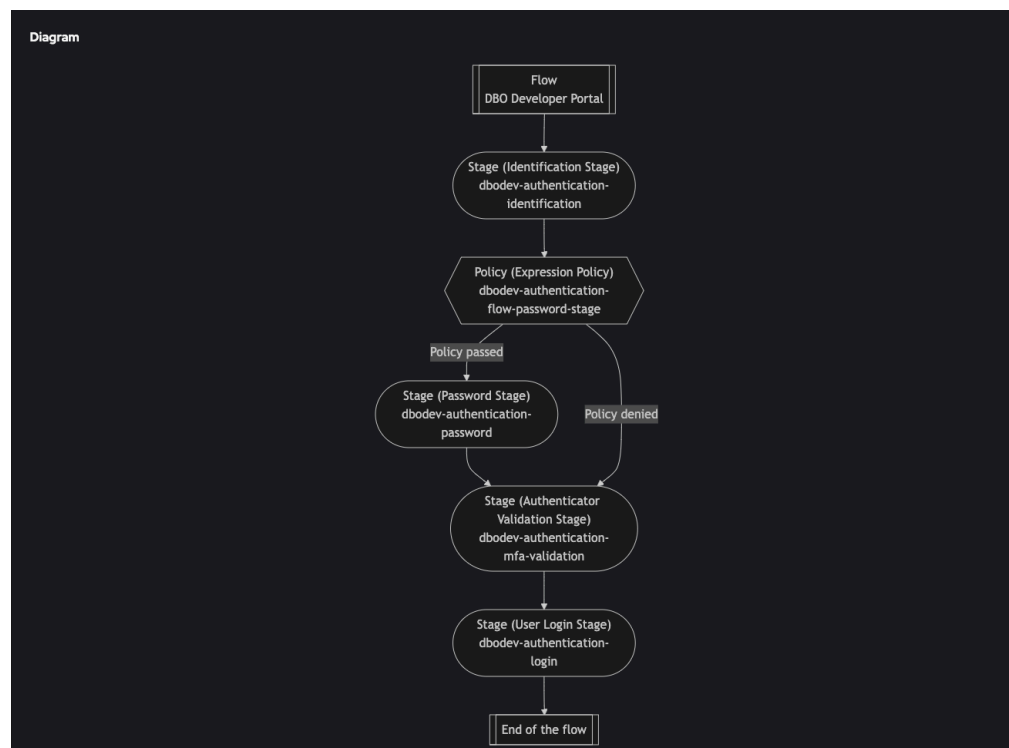 Diagram
Flow
DBO Developer Portal
Stage (Identification Stage)
dbodev-authentication-
identification
Policy (Expression Policy)
dbodev-authentication-
flow-password-stage
Policy passed
Stage (Password Stage)
dbodev-authentication-
password
Policy denied
Stage (Authenticator
Validation Stage)
dbodev-authentication-
mfa-validation
Stage (User Login Stage)
dbodev-authentication-
login
End of the flow